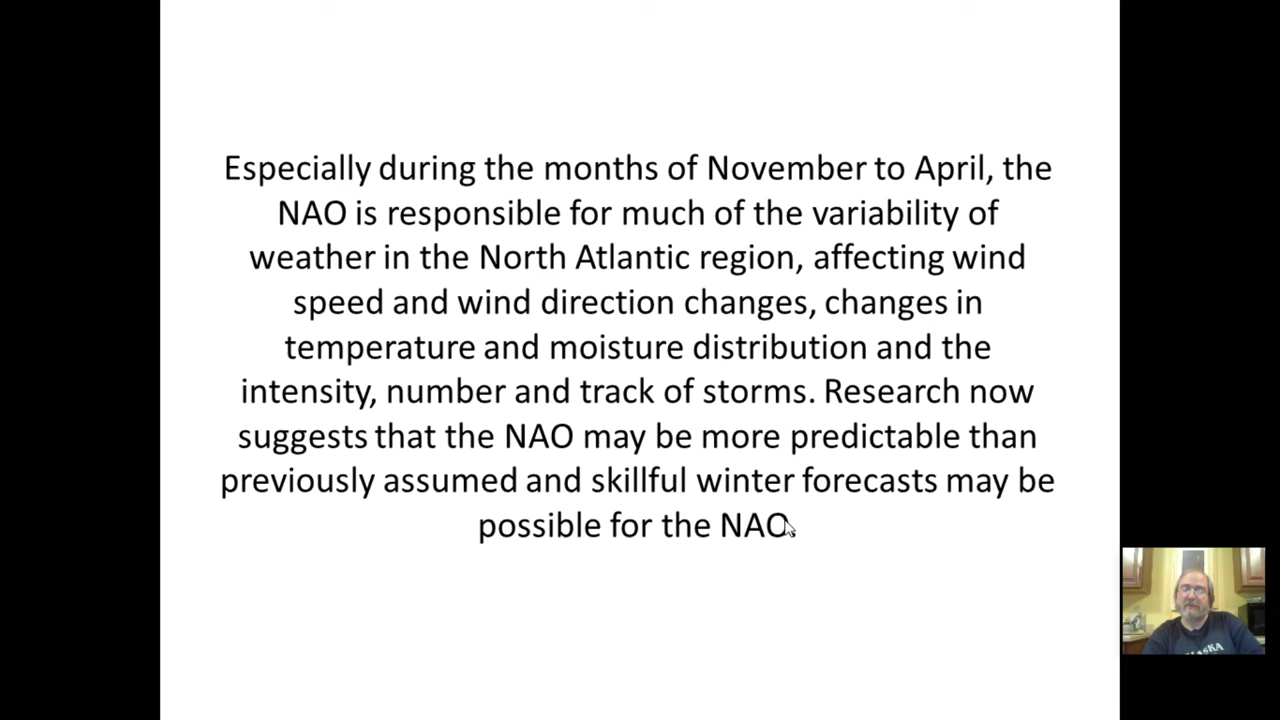 Especially during the months of November to April, the
NAO is responsible for much of the variability of
weather in the North Atlantic region, affecting wind
speed and wind direction changes, changes in
temperature and moisture distribution and the
intensity, number and track of storms. Research now
suggests that the NAO may be more predictable than
previously assumed and skillful winter forecasts may be
possible for the NAO.